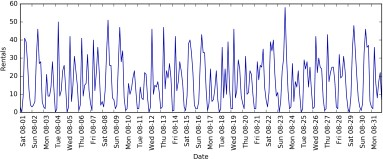 60
50
40
30
20
10
0
Rentals
Sat 08-01
Sun 08-02
Mon 08-03
Tue 08-04
Wed 08-05
Thu 08-06
Fri 08-07
Sat 08-08
Sun 08-09
Mon 08-10
Tue 08-11
Wed 08-12
Thu 08-13
Fri 08-14
Sat 08-15
Sun 08-16
Mon 08-17
Tue 08-18
Wed 08-19
Thu 08-20
Fri 08-21
Sat 08-22
Sun 08-23
Mon 08-24
Tue 08-25
Wed 08-26
Thu 08-27
Fri 08-28
Sat 08-29
Sun 08-30
Mon 08-31
Date